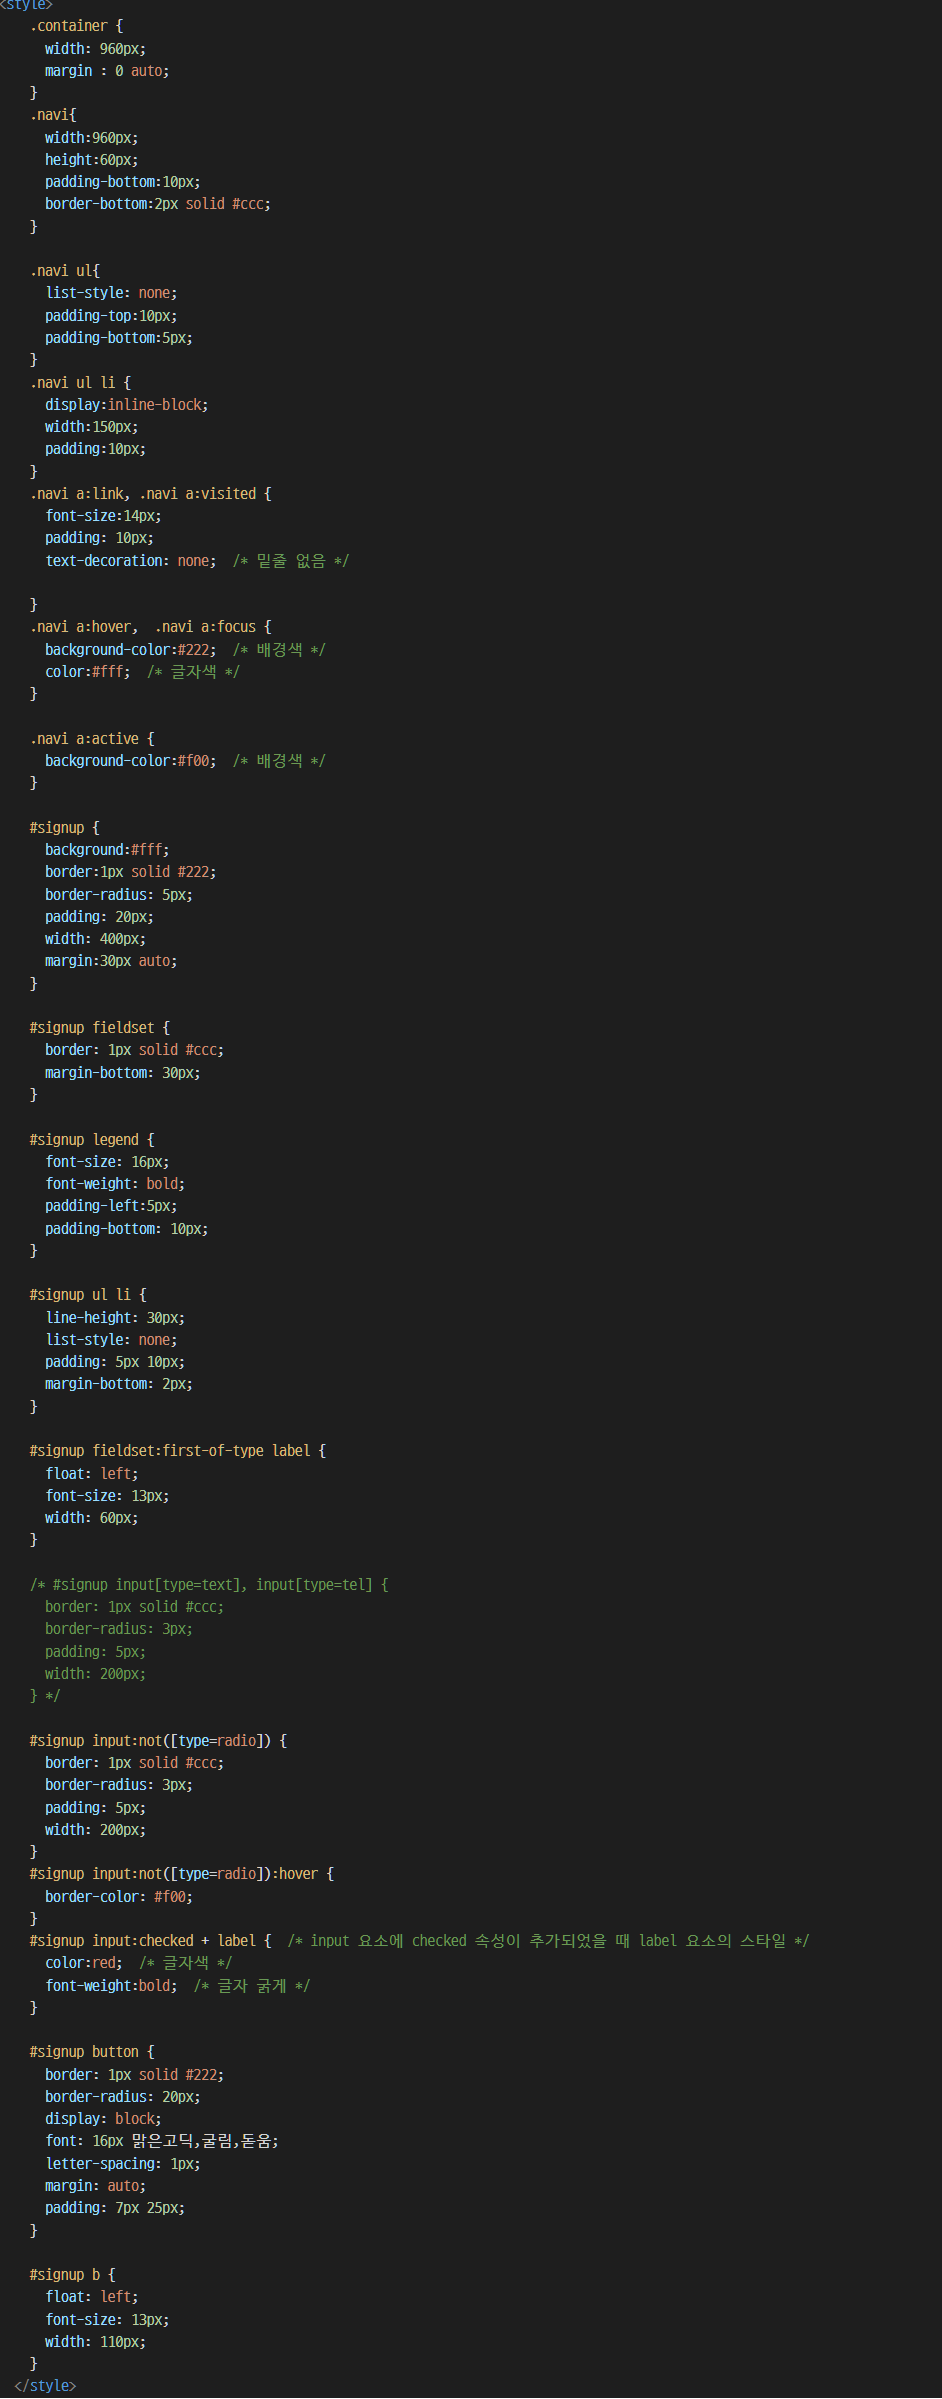 <style>
.container {
width: 960px;
margin : 0 auto;
}
.navi{
width:960px;
height:60px;
padding-bottom:10px;
border-bottom:2px solid #ccc;
}
.navi ul{
list-style: none;
padding-top:10px;
padding-bottom:5px;
}
.navi ul li {
display:inline-block;
width:150px;
padding:10px;
}
.navi a:link, .navi a:visited {
font-size:14px;
padding: 10px;
text-decoration: none;  /* 밑줄 없음 */
}
.navi a:hover,  .navi a:focus {
background-color:#222;  /* 배경색 */
color:#fff;  /* 글자색 */
}
.navi a:active {
background-color:#f00;  /* 배경색 */
}
#signup {
background:#fff;
border:1px solid #222;
border-radius: 5px;
padding: 20px;
width: 400px;
margin:30px auto;
}
#signup fieldset {
border: 1px solid #ccc;
margin-bottom: 30px;
}
#signup legend {
font-size: 16px;
font-weight: bold;
padding-left:5px;
padding-bottom: 10px;
}
#signup ul li {
line-height: 30px;
list-style: none;
padding: 5px 10px;
margin-bottom: 2px;
}
#signup fieldset:first-of-type label {
float: left;
font-size: 13px;
width: 60px;
}
/* #signup input[type=text], input[type=tel] {
border: 1px solid #ccc;
border-radius: 3px;
padding: 5px;
width: 200px;
} */
#signup input:not([type=radio]) {
border: 1px solid #ccc;
border-radius: 3px;
padding: 5px;
width: 200px;
}
#signup input:not([type=radio]):hover {
border-color: #f00;
}
#signup input:checked + label {  /* input 요소에 checked 속성이 추가되었을 때 label 요소의 스타일 */
color:red;  /* 글자색 */
font-weight:bold;  /* 글자 굵게 */
}
#signup button {
border: 1px solid #222;
border-radius: 20px;
display: block;
font: 16px 맑은고딕,굴림,돋움;
letter-spacing: 1px;
margin: auto;
padding: 7px 25px;
}
#signup b {
float: left;
font-size: 13px;
width: 110px;
}
</style>